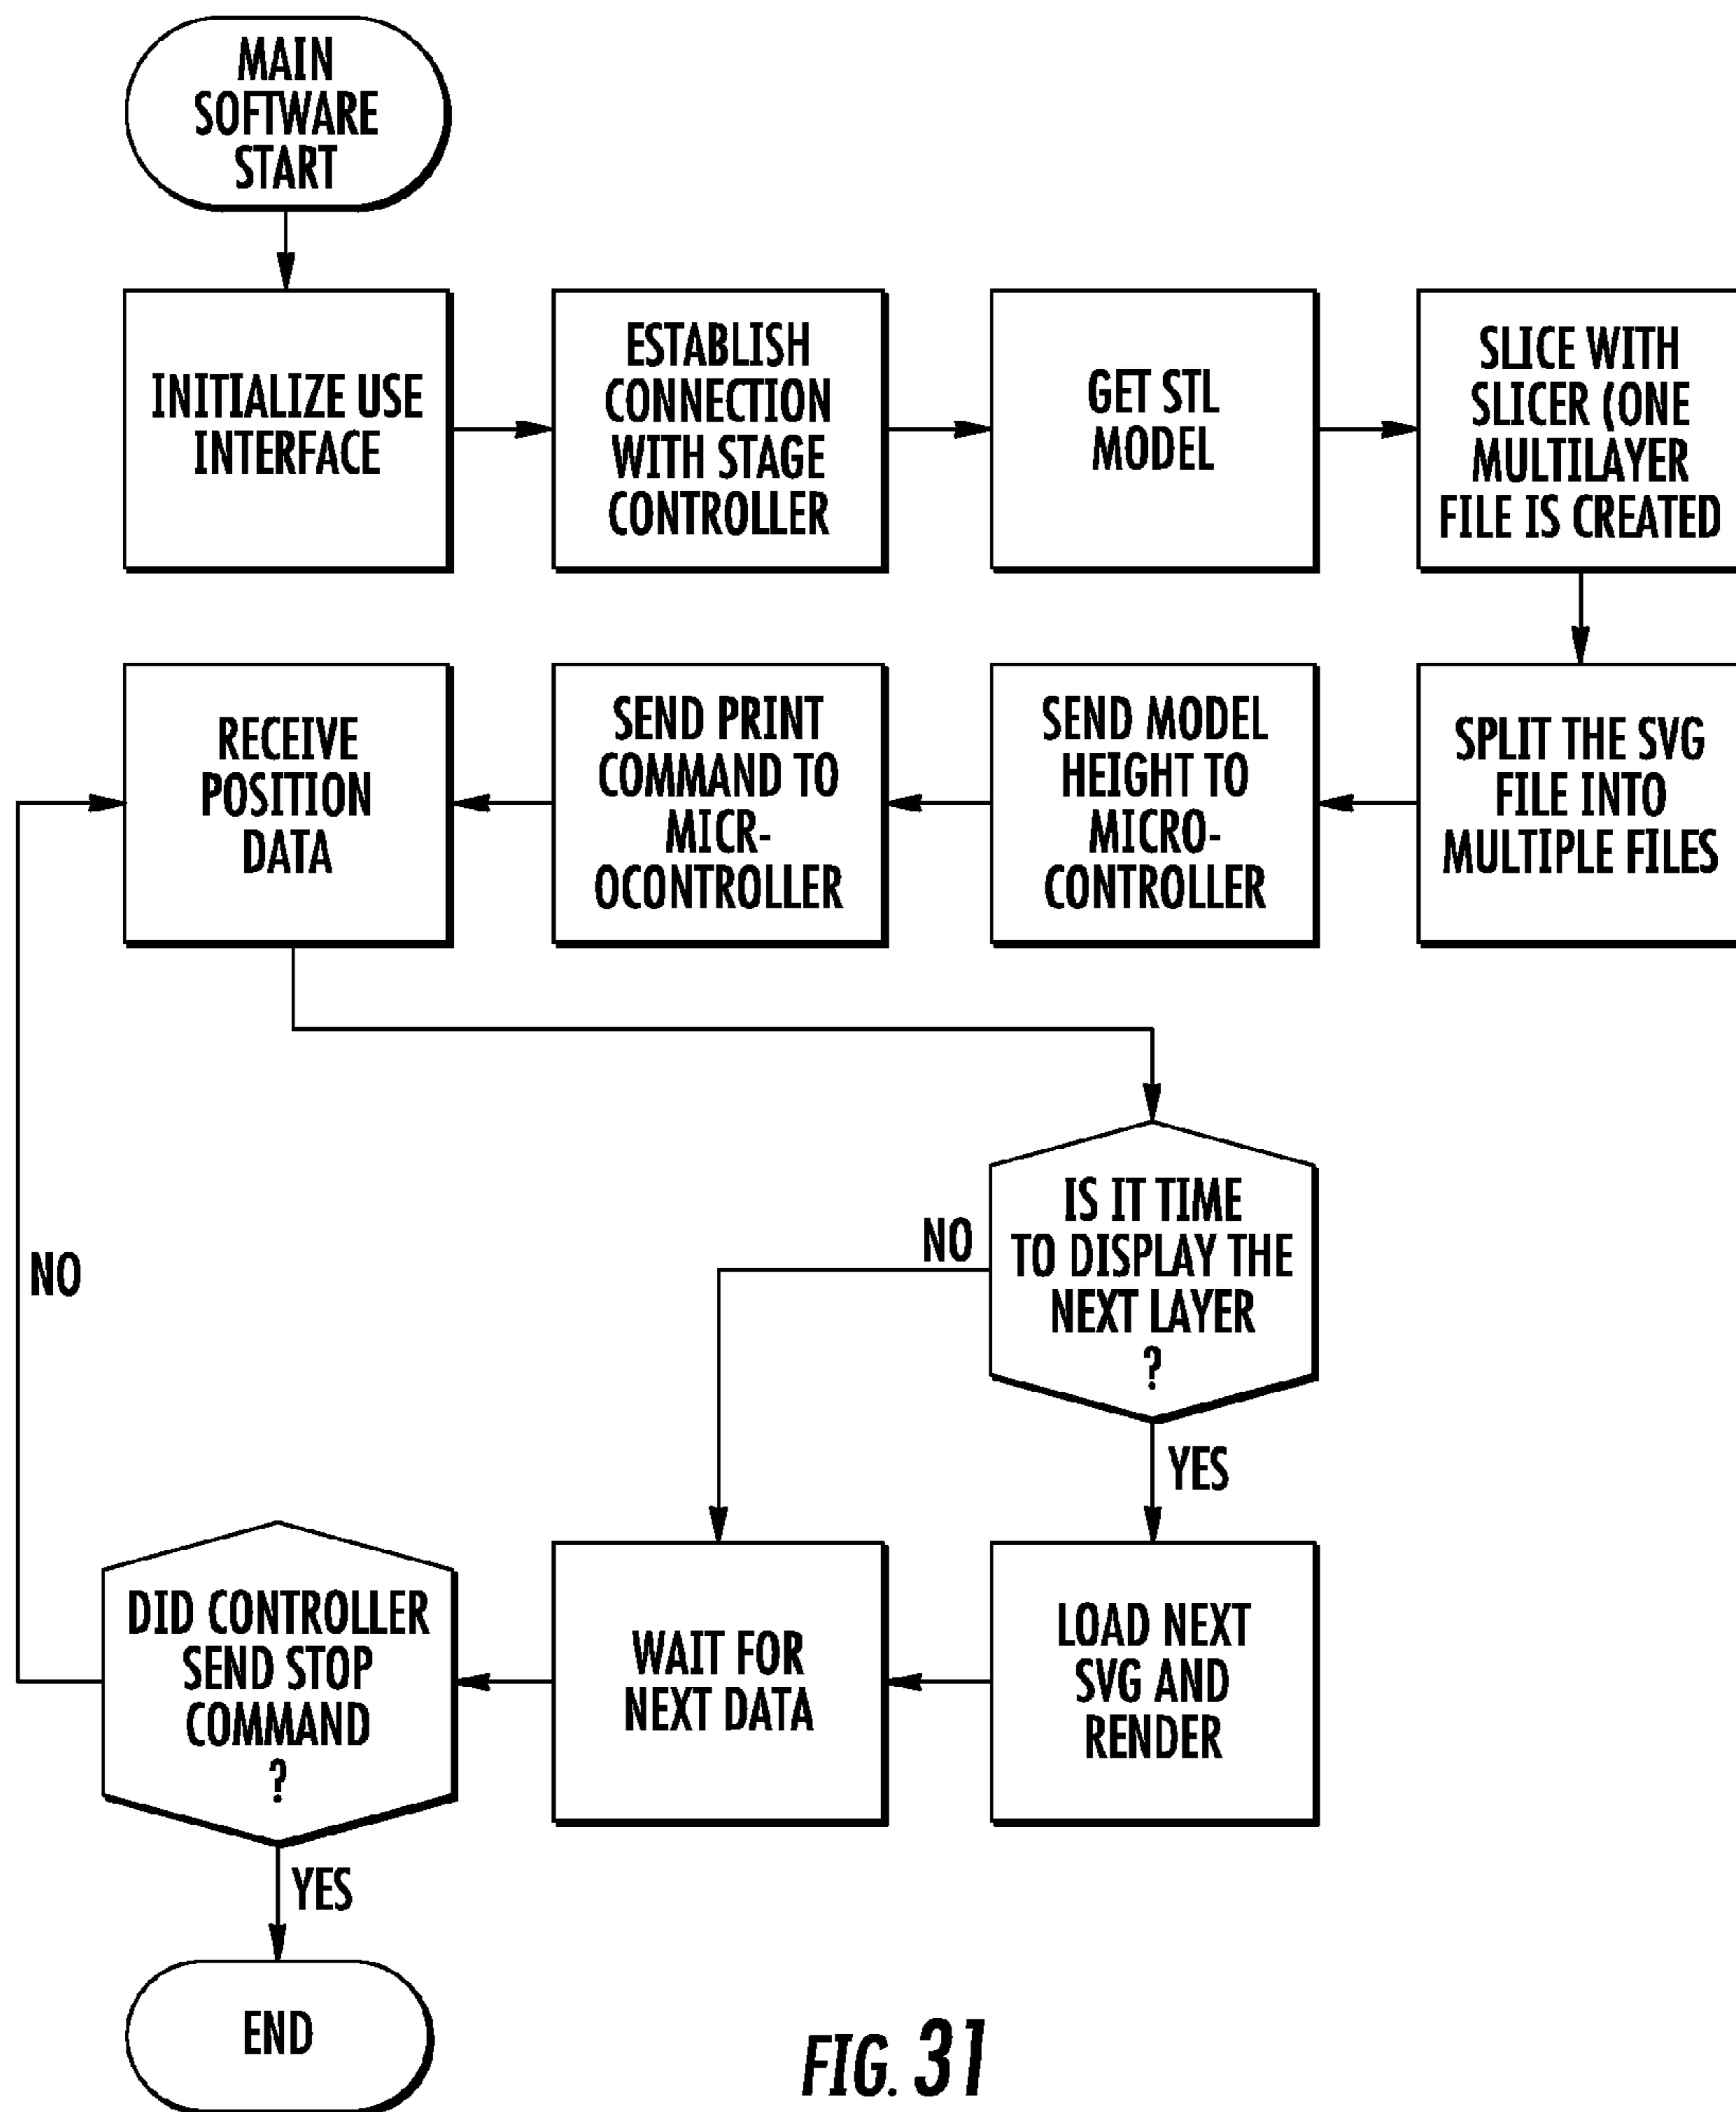 MAIN
SOFTWARE
START
INITIALIZE USE
INTERFACE
ESTABLISH
CONNECTION
WITH STAGE
CONTROLLER
GET STL
MODEL
SLICE WITH
SLICER (ONE
MULTILAYER
FILE IS CREATED
RECEIVE
POSITION
DATA
SEND PRINT
COMMAND TO
MICR-
OCONTROLLER
SEND MODEL
HEIGHT TO
MICRO-
CONTROLLER
SPLIT THE SVG
FILE INTO
MULTIPLE FILES
IS IT TIME
TO DISPLAY THE
NEXT LAYER
?
NO
NO
YES
DID CONTROLLER
SEND STOP
COMMAND
?
WAIT FOR
NEXT DATA
LOAD NEXT
SVG AND
RENDER
YES
END
FIG. 31